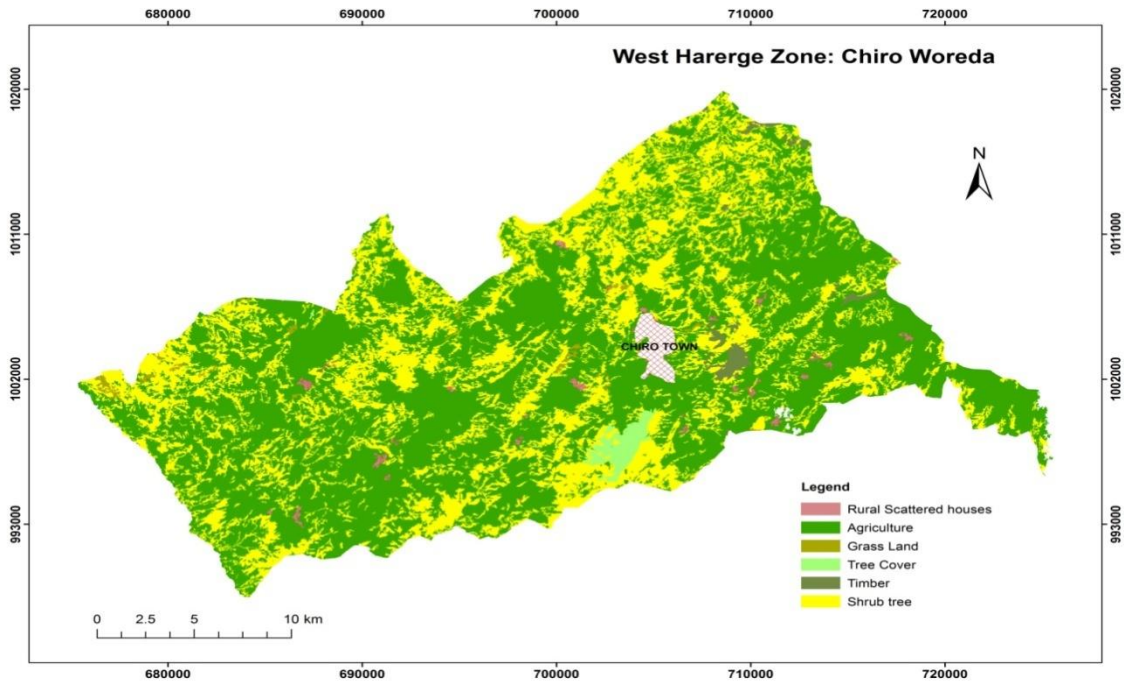 680000 690000 700000 710000 720000
West Harerge Zone: Chiro Woreda
1020000 1020000
N
1011000 1011000
CHIRO TOWN
1002000 1002000
Legend
Rural Scattered houses
993000 993000
Agriculture
Grass Land
Tree Cover
Timber
Shrub tree
0 2.5 5 10 km
680000 690000 700000 710000 720000